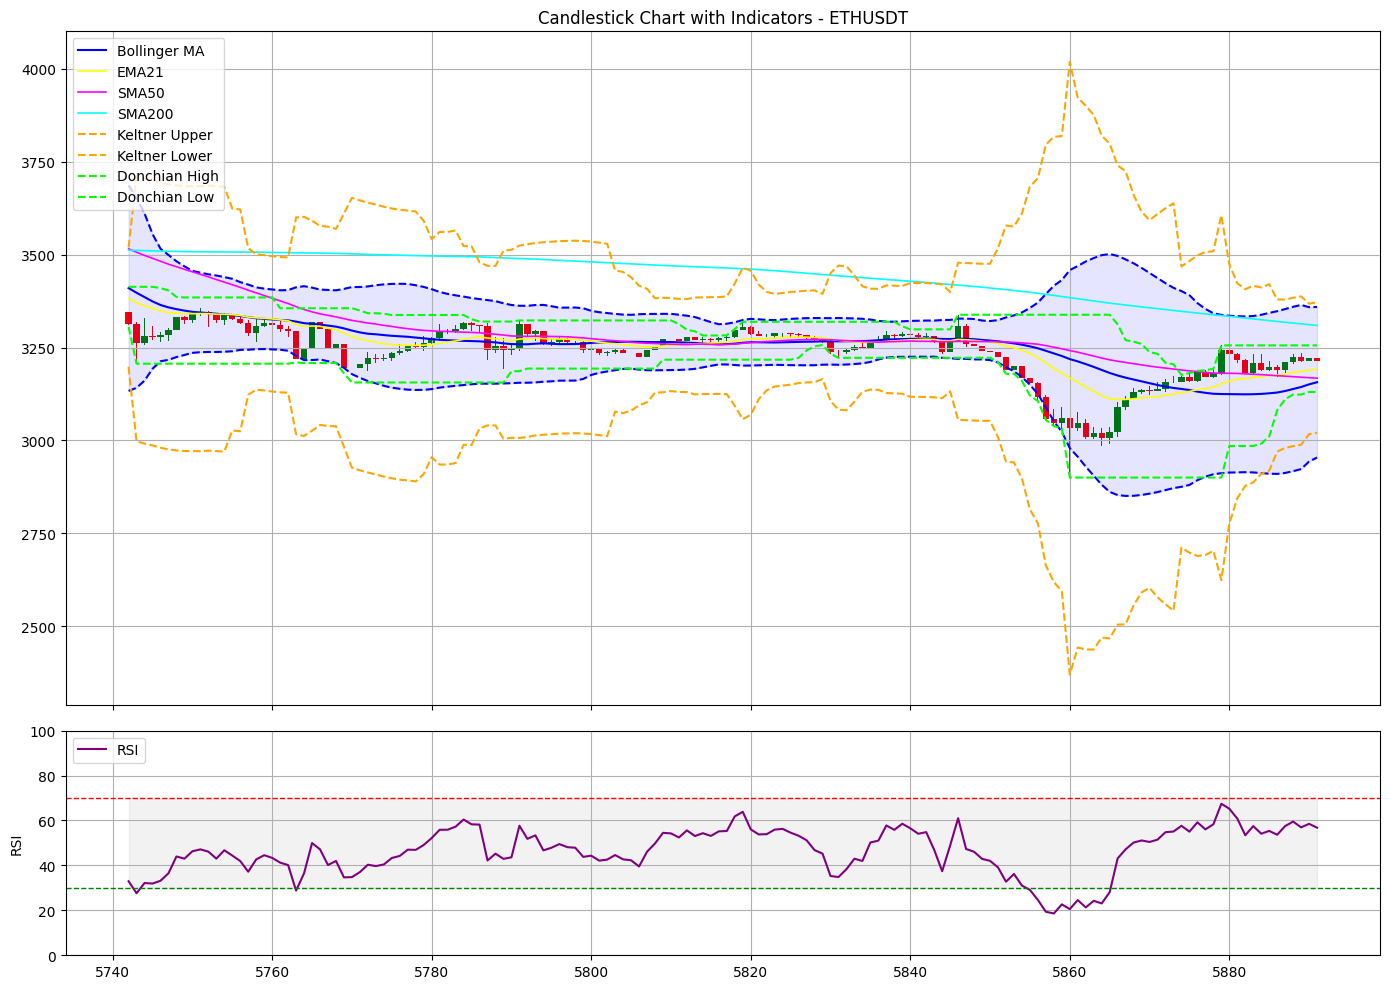 Candlestick Chart with Indicators - ETHUSDT
Bollinger MA
EMA21
SMA50
SMA200
Keltner Upper
Keltner Lower
Donchian High
Donchian Low
4000
3750
3500
3250
3000
2750
2500
RSI
100
80
60
40
20
0
RSI
5740 5760 5780 5800 5820 5840 5860 5880